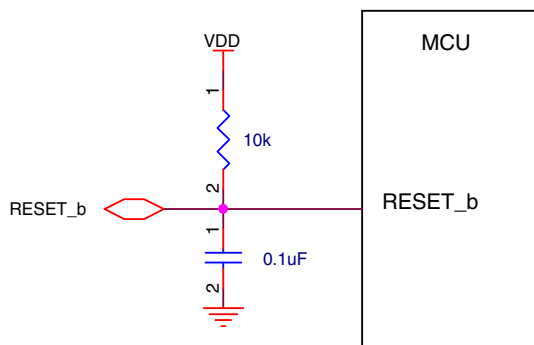 VDD
MCU
1
10k
2
RESET_b
RESET_b
1
0.1uF
2